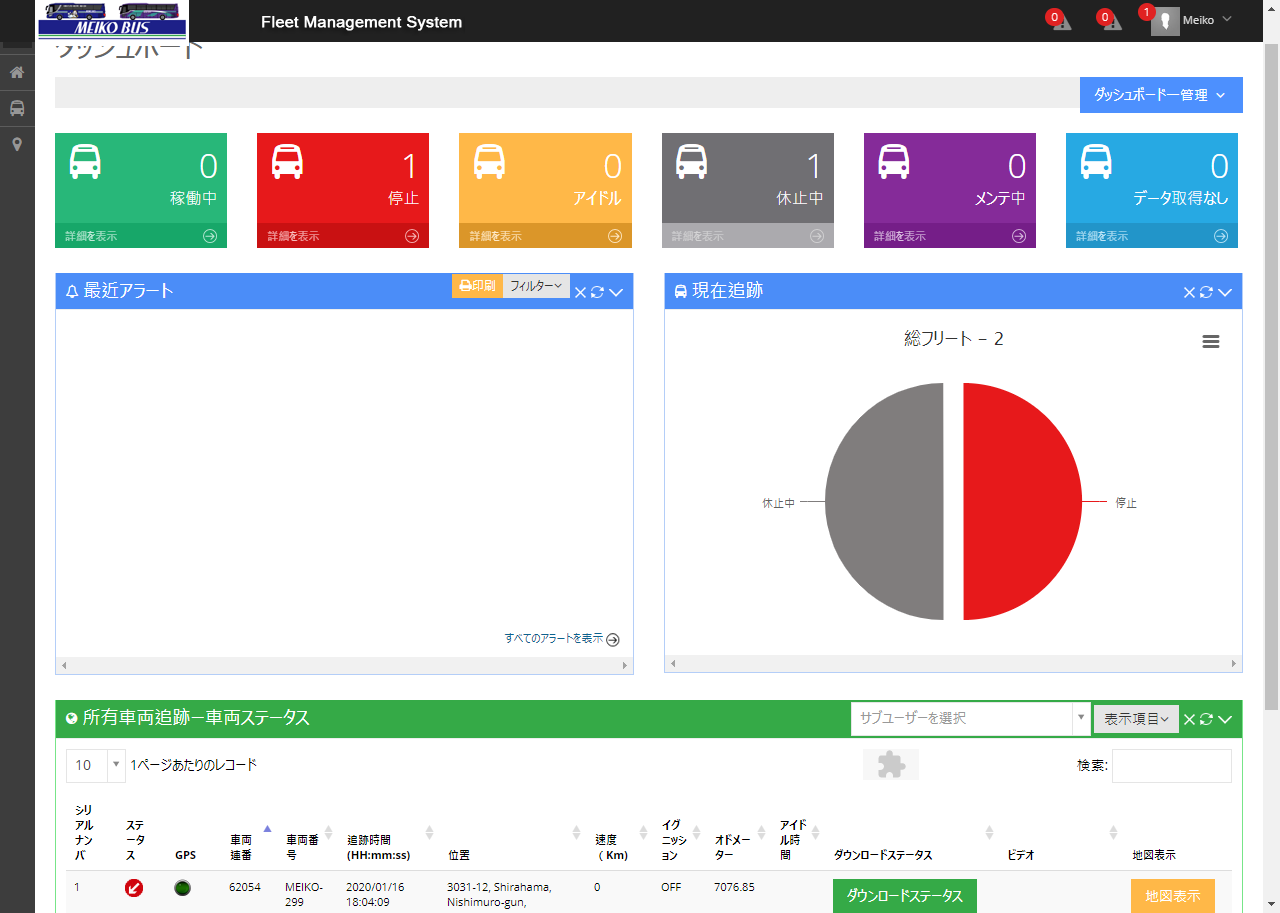 MEIKO BUS
Fleet Management System
0
0
1
Meiko
ダッシュボード
ダッシュボードー管理
0
稼働中
詳細を表示
1
停止
詳細を表示
0
アイドル
詳細を表示
1
休止中
詳細を表示
0
メンテ中
詳細を表示
0
データ取得なし
詳細を表示
最近アラート
印刷
フィルター
すべてのアラートを表示
現在追跡
総フリート – 2
休止中
停止
所有車両追跡–車両ステータス
サブユーザーを選択
表示項目
10
1ページあたりのレコード
検索:
シリ
アル
ナン
バ
ステ
ータ
ス
GPS
車両
連番
車両番
号
追跡時間
(HH:mm:ss)
位置
速度
( Km)
イグ
ニッシ
ョン
オドメー
ター
アイド
ル時
間
ダウンロードステータス
ビデオ
地図表示
1
62054
MEIKO-
299
2020/01/16
18:04:09
3031-12, Shirahama,
Nishimuro-gun,
0
OFF
7076.85
ダウンロードステータス
地図表示